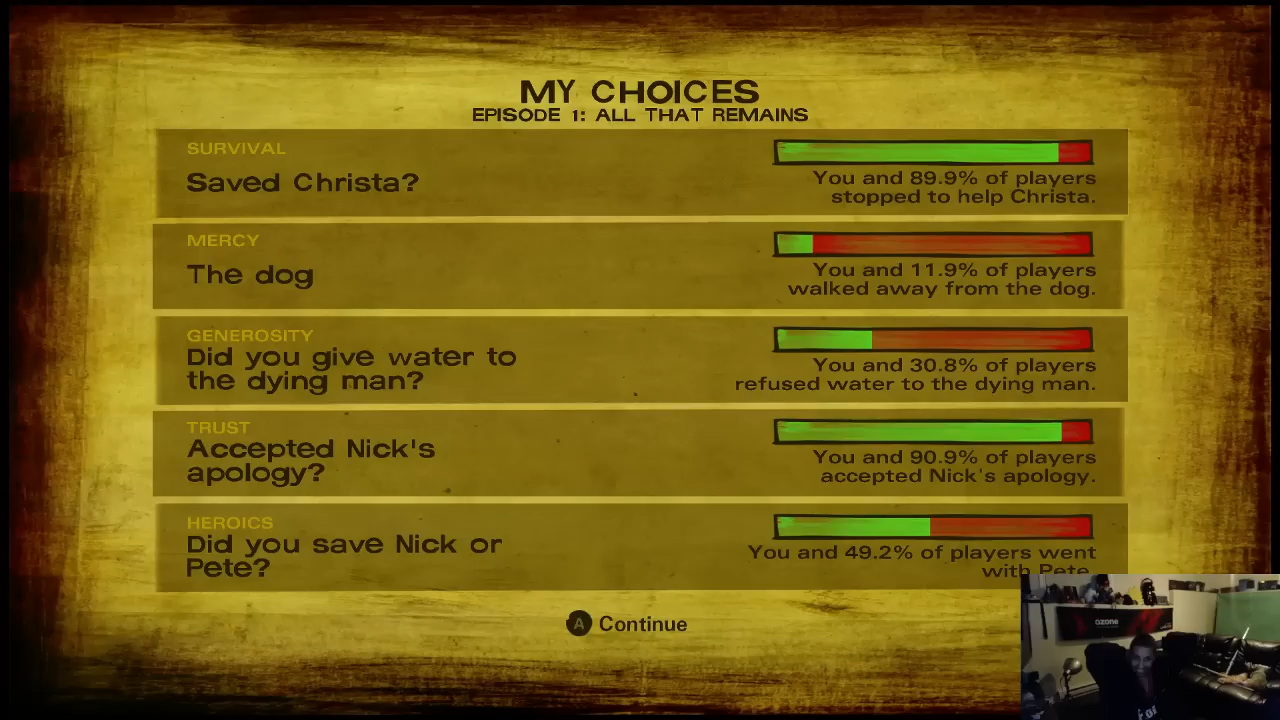 MY CHOICES
EPISODE 1: ALL THAT REMAINS
SURVIVAL
Saved Christa?
You and 89.9% of players
stopped to help Christa.
MERCY
The dog
You and 11.9% of players
walked away from the dog.
GENEROSITY
Did you give water to
the dying man?
You and 30.8% of players
refused water to the dying man.
TRUST
Accepted Nick's
apology?
You and 90.9% of players
accepted Nick's apology.
HEROICS
Did you save Nick or
Pete?
You and 49.2% of players went
with Pete.
A Continue
ozone